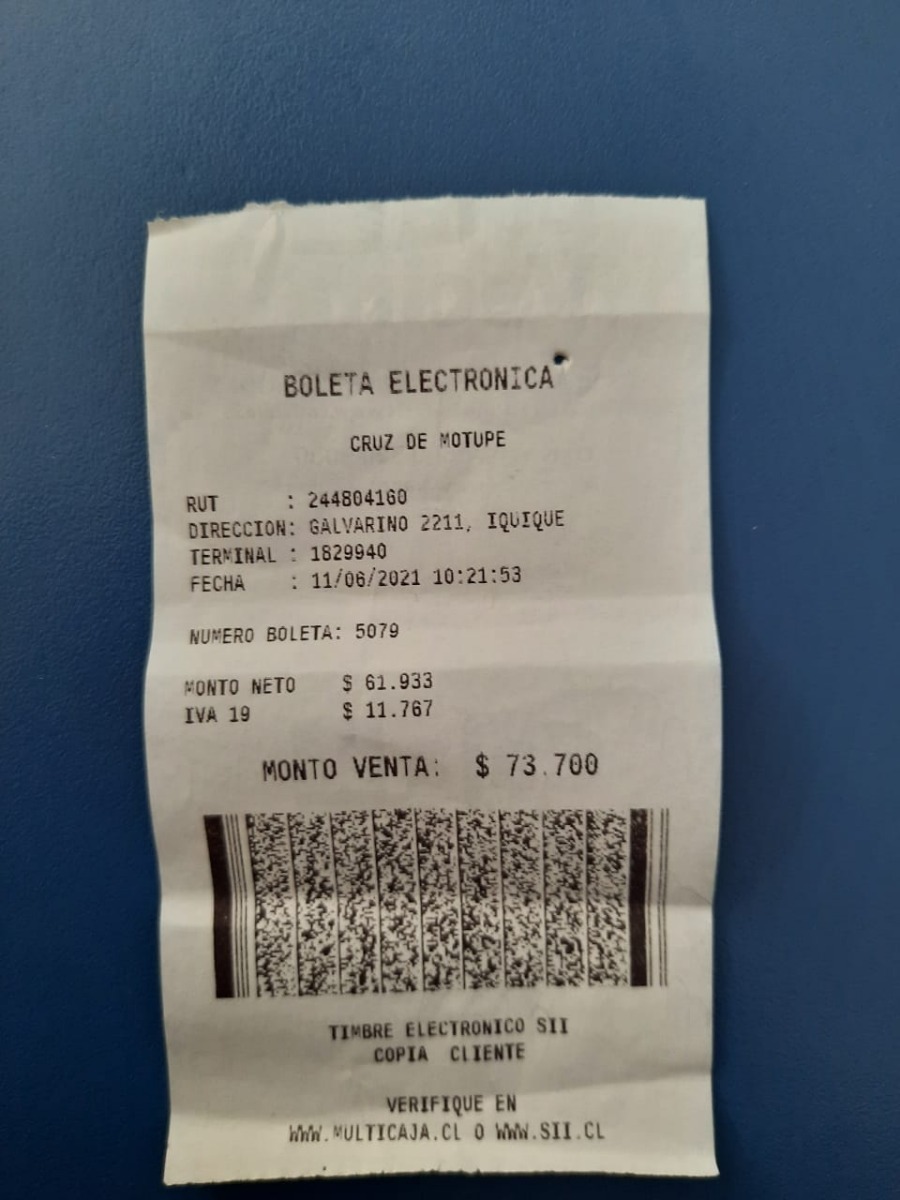 BOLETA ELECTRONICA
CRUZ DE MOTUPE
RUT : 244804160
DIRECCION: GALVARINO 2211, IQUIQUE
TERMINAL : 1829940
FECHA : 11/06/2021 10:21:53
NUMERO BOLETA: 5079
MONTO NETO $ 61.933
IVA 19 $ 11.767
MONTO VENTA: $ 73.700
TIMBRE ELECTRONICO SII
COPIA CLIENTE
VERIFIQUE EN
WWW.MULTICAJA.CL O WWW.SII.CL